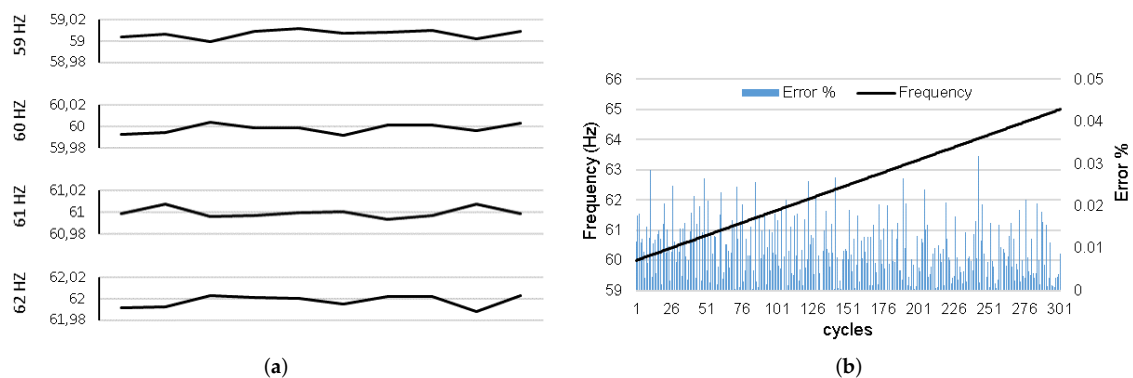 59 HZ
59,02
59
58,98
60 HZ
60,02
60
59,98
61 HZ
61,02
61
60,98
62 HZ
62,02
62
61,98
(a)
Frequency (Hz)
66
65
64
63
62
61
60
59
Error % Frequency
0.05
0.04
0.03
0.02
0.01
0
Error %
1 26 51 76 101 126 151 176 201 226 251 276 301
cycles
(b)